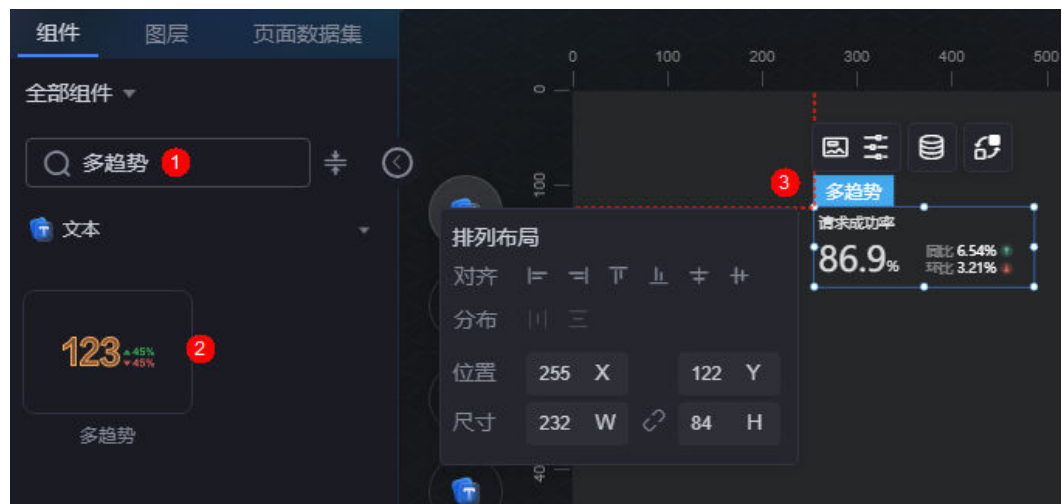 组件 图层 页面数据集
全部组件
多趋势 1
文本
123 45%
45%
2
多趋势
0 100 200 300 400 500
0
100
40
3
多趋势
请求成功率
86.9%
同比 6.54%
环比 3.21%
排列布局
对齐
分布
位置 255 X 122 Y
尺寸 232 W 84 H